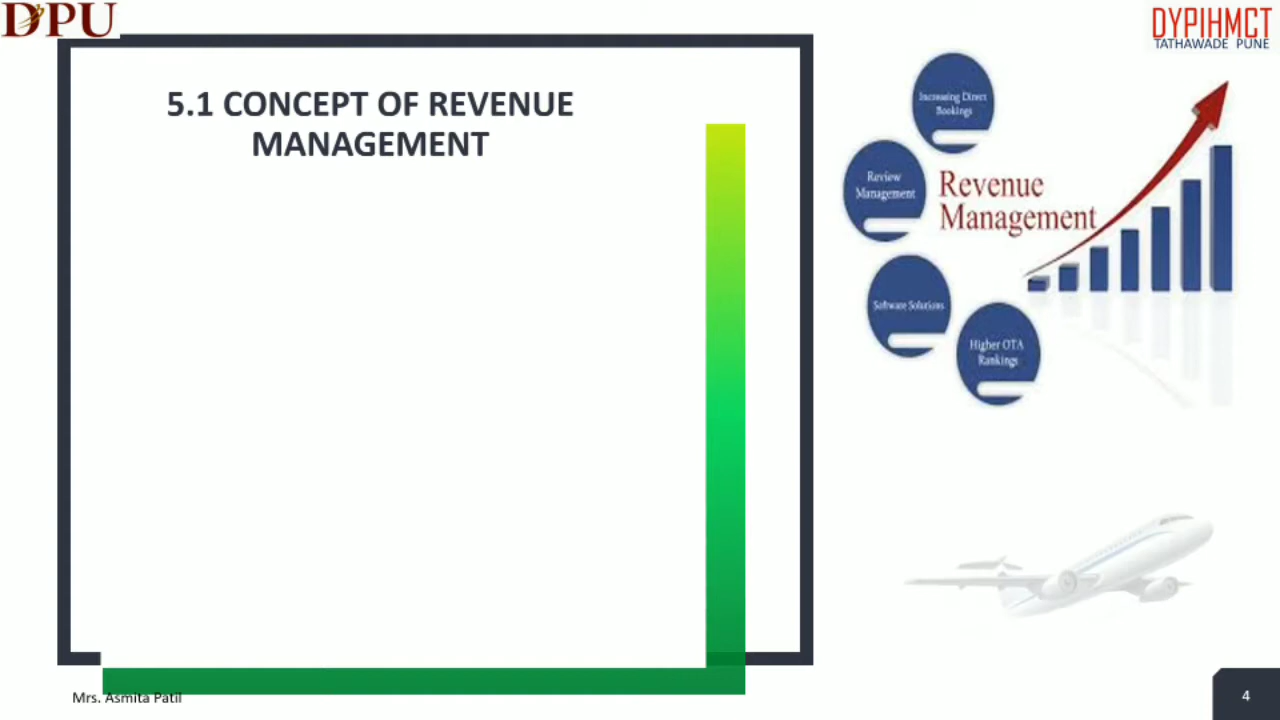 DPU
DYPIHMCT
TATHAWADE PUNE
5.1 CONCEPT OF REVENUE
MANAGEMENT
Increasing Direct
Bookings
Review
Management
Revenue
Management
Software Solutions
Higher OTA
Rankings
Mrs. Asmita Patil
4